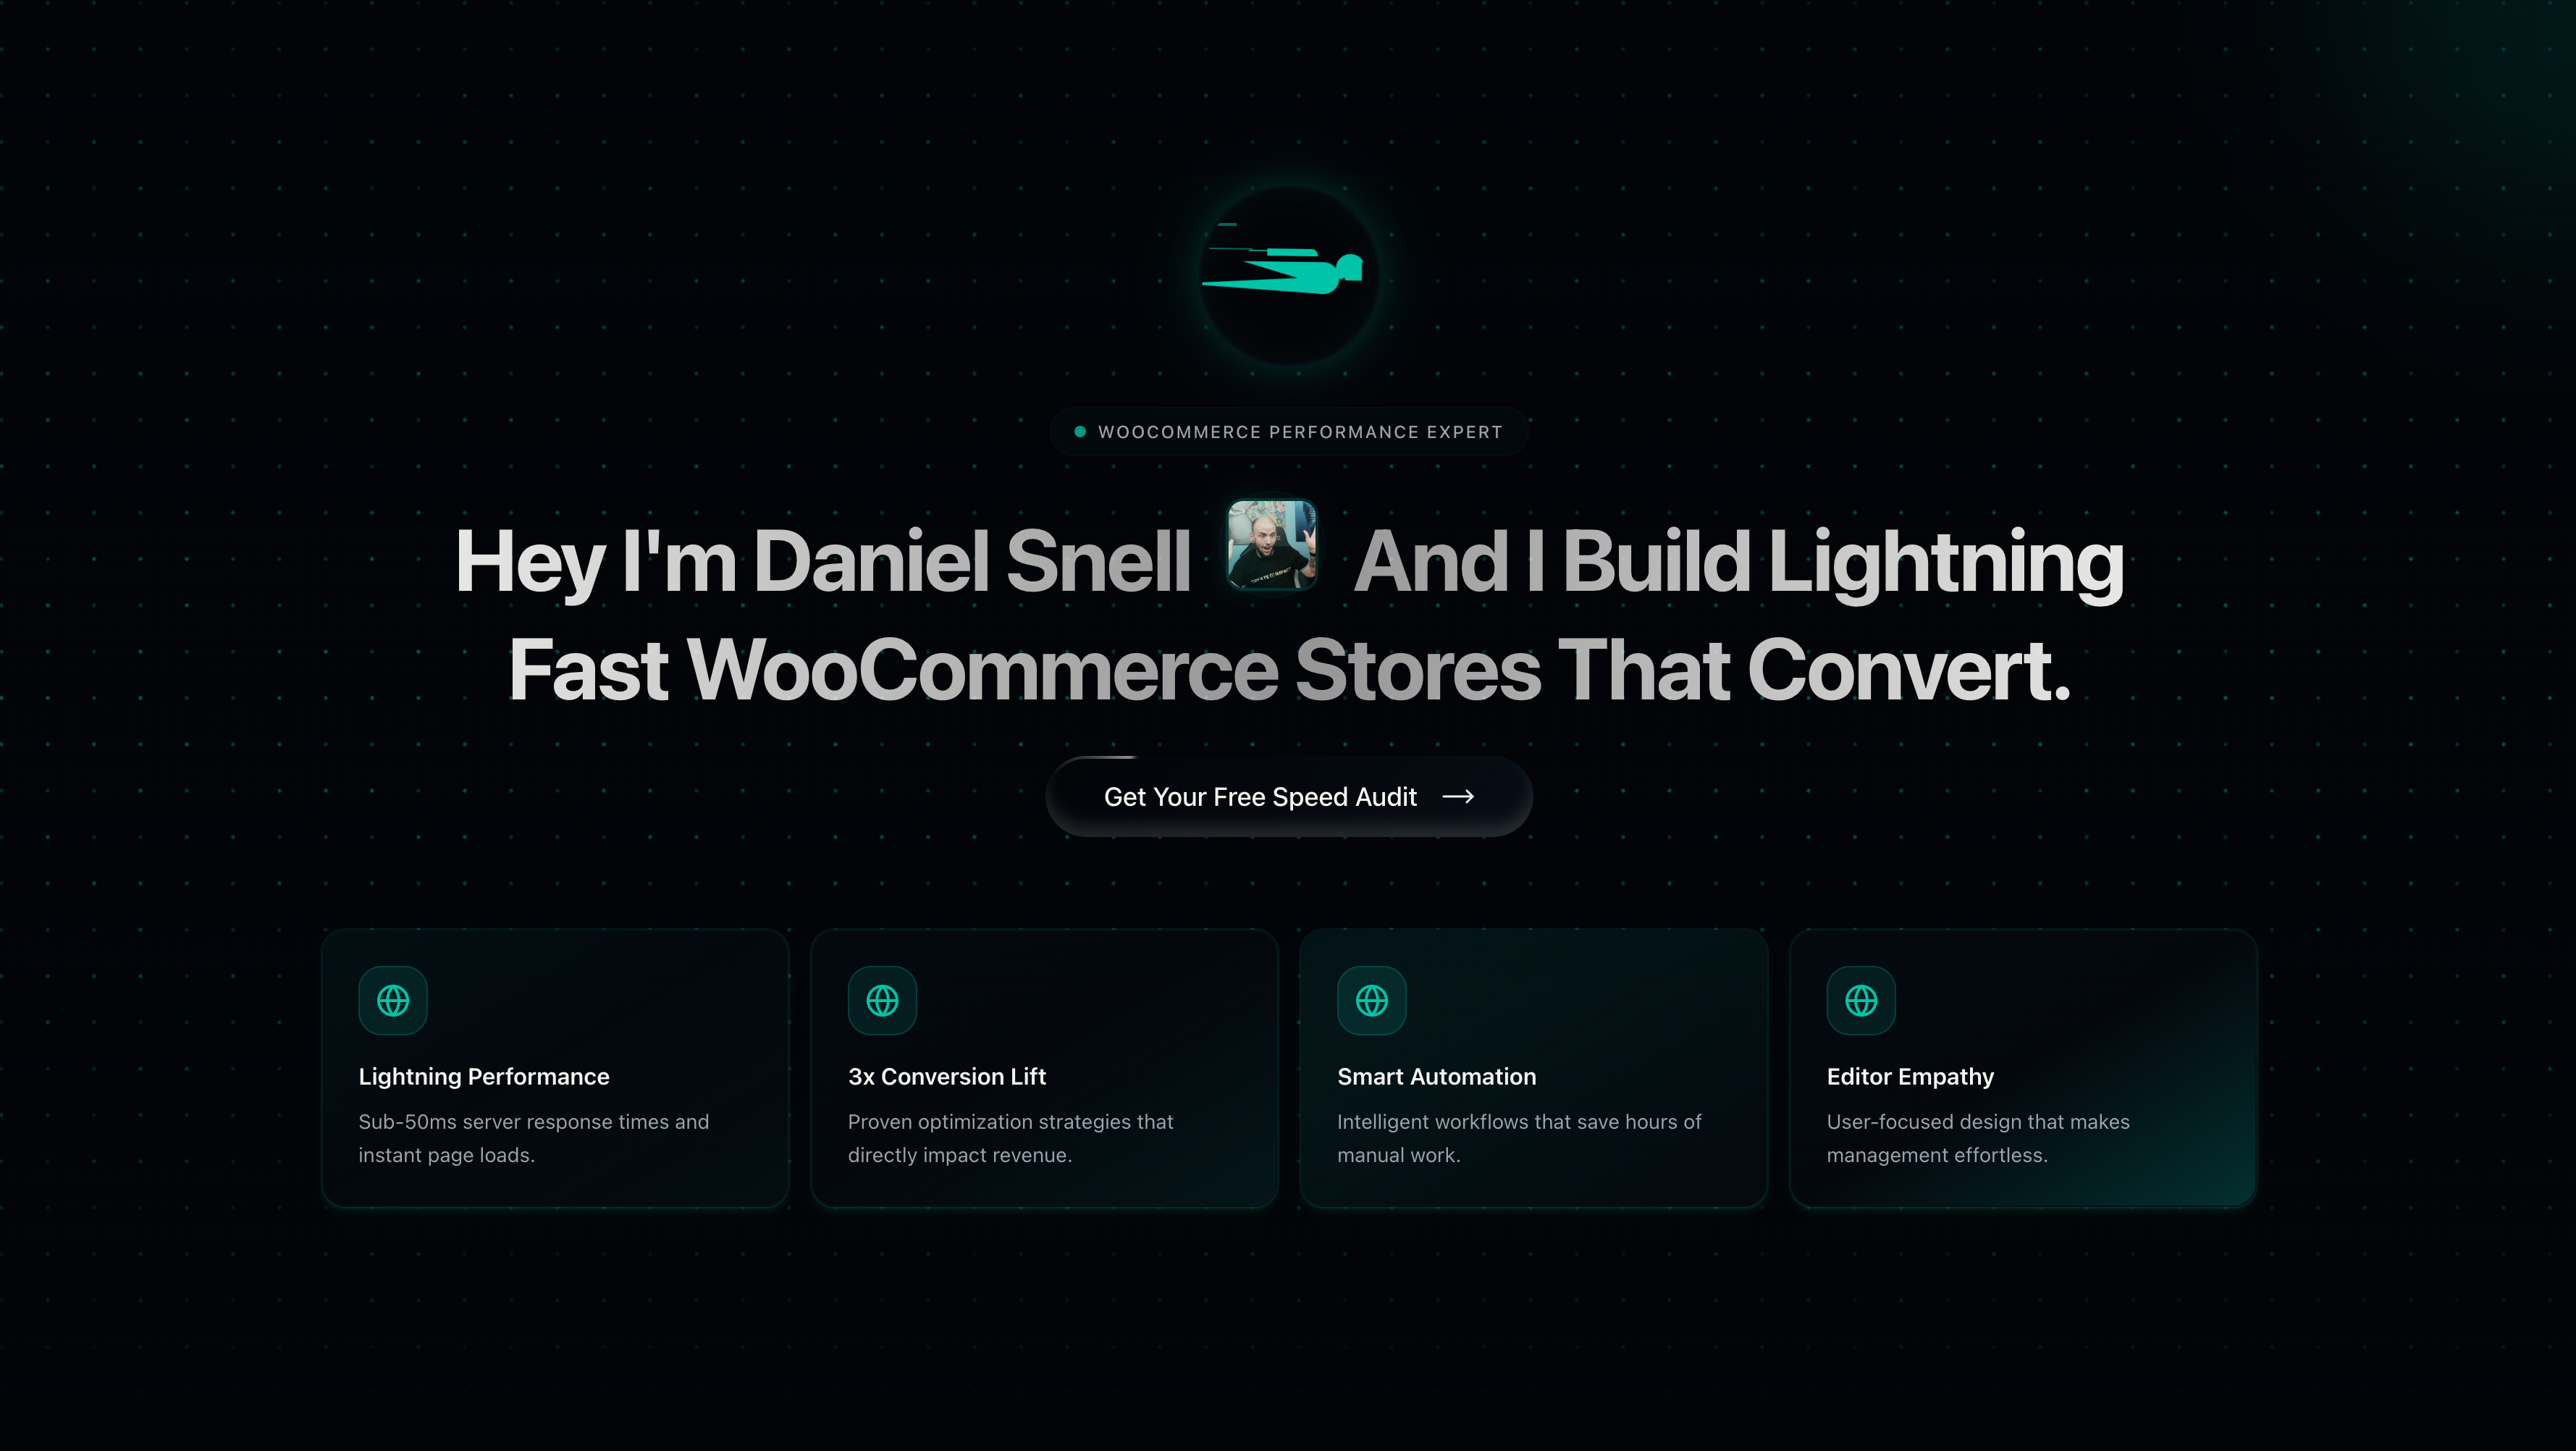 WOOCOMMERCE PERFORMANCE EXPERT
Hey I'm Daniel Snell And I Build Lightning
Fast WooCommerce Stores That Convert.
Get Your Free Speed Audit
Lightning Performance
Sub-50ms server response times and
instant page loads.
3x Conversion Lift
Proven optimization strategies that
directly impact revenue.
Smart Automation
Intelligent workflows that save hours of
manual work.
Editor Empathy
User-focused design that makes
management effortless.